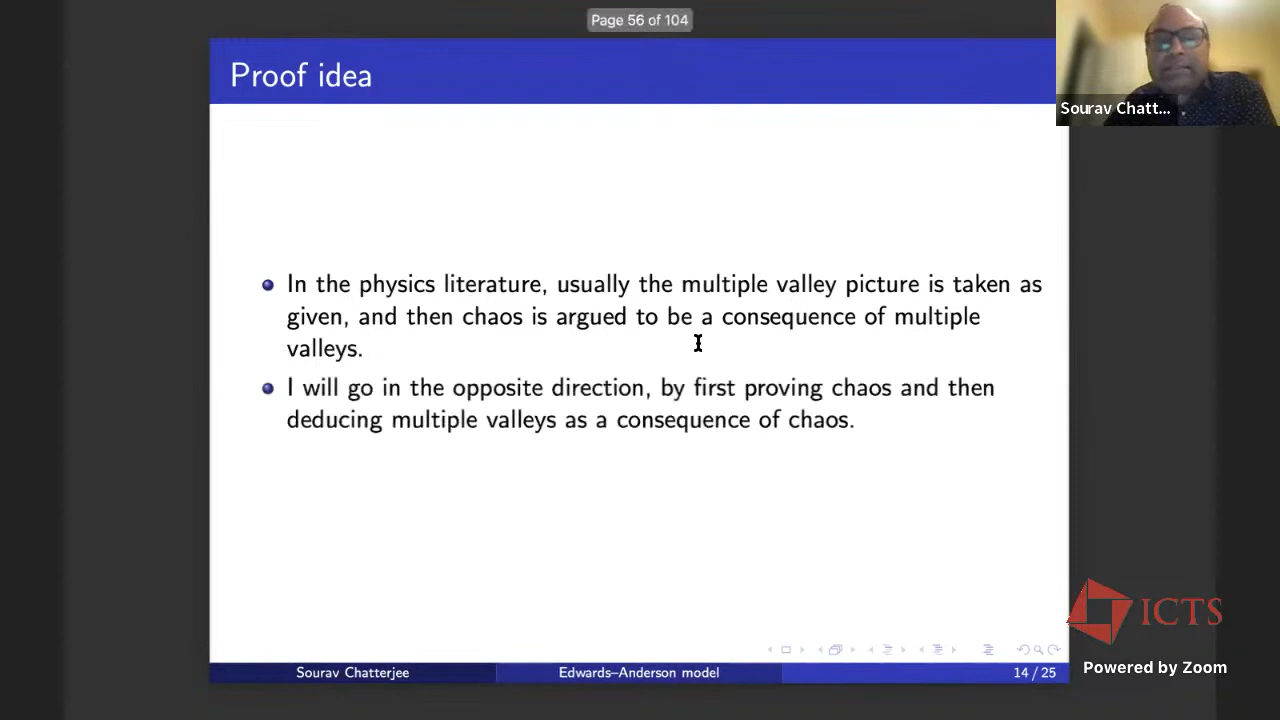 Page 56 of 104
Proof idea
Sourav Chatt...
In the physics literature, usually the multiple valley picture is taken as
given, and then chaos is argued to be a consequence of multiple
valleys.
I will go in the opposite direction, by first proving chaos and then
deducing multiple valleys as a consequence of chaos.
ICTS
Powered by Zoom
Sourav Chatterjee
Edwards–Anderson model
14 / 25